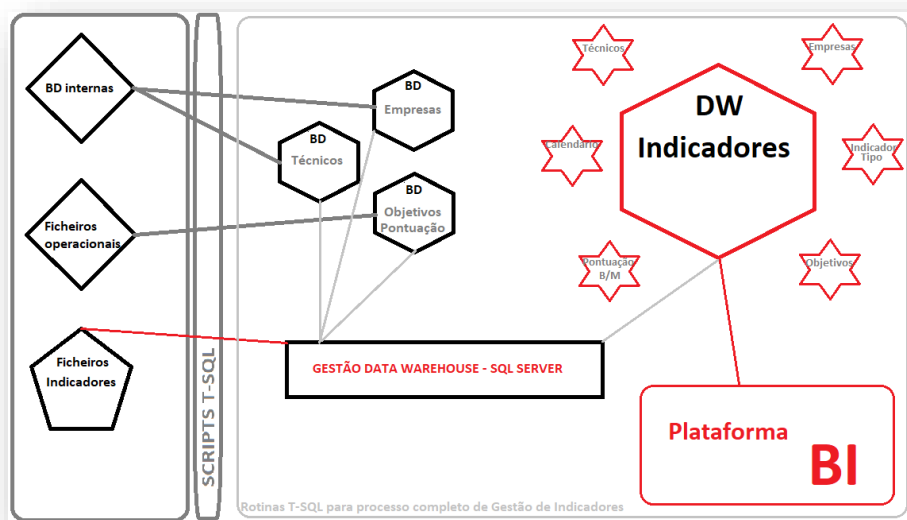 BD internas
Ficheiros
operacionais
Ficheiros
Indicadores
SCRIPTS T-SQL
BD
Empresas
BD
Técnicos
BD
Objetivos
Pontuação
GESTÃO DATA WAREHOUSE - SQL SERVER
Técnicos
Empresas
DW
Indicadores
Calendário
Indicador
Tipo
Pontuação
B/M
Objetivos
Plataforma
BI
Rotinas T-SQL para processo completo de Gestão de Indicadores